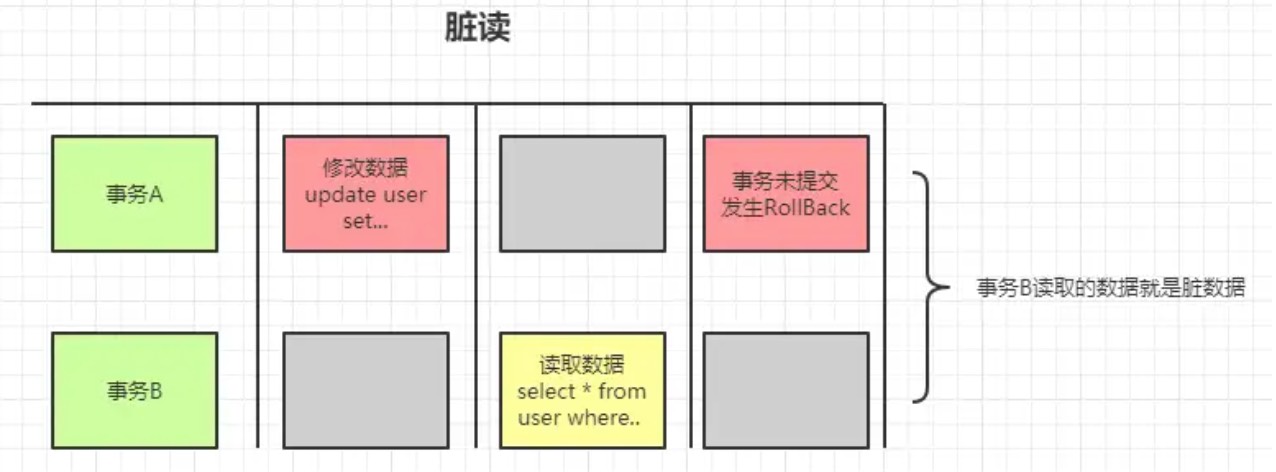 脏读
事务A
修改数据
update user
set...
事务未提交
发生RollBack
事务B读取的数据就是脏数据
事务B
读取数据
select * from
user where..